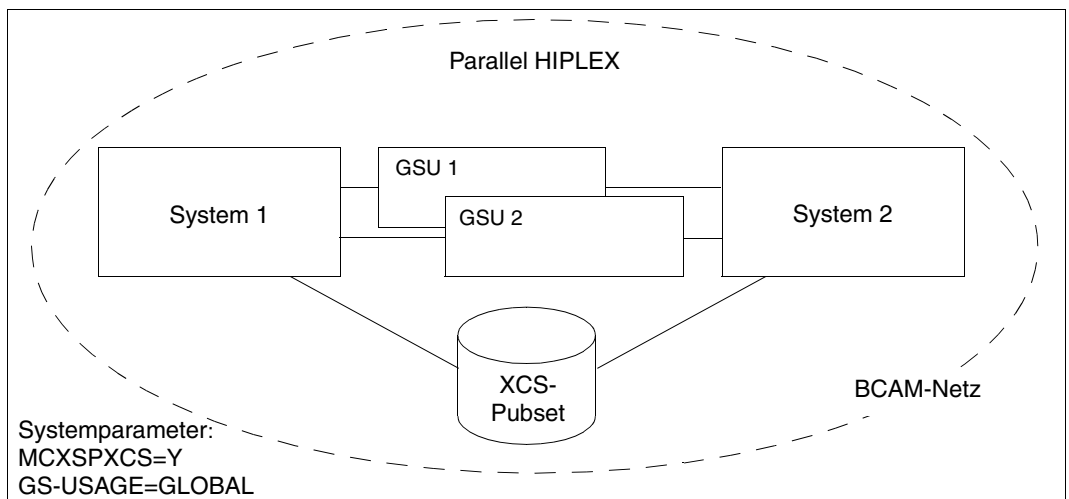 Parallel HIPLEX
GSU 1
System 1
GSU 2
System 2
XCS-
Pubset
BCAM-Netz
Systemparameter:
MCXSPXCS=Y
GS-USAGE=GLOBAL